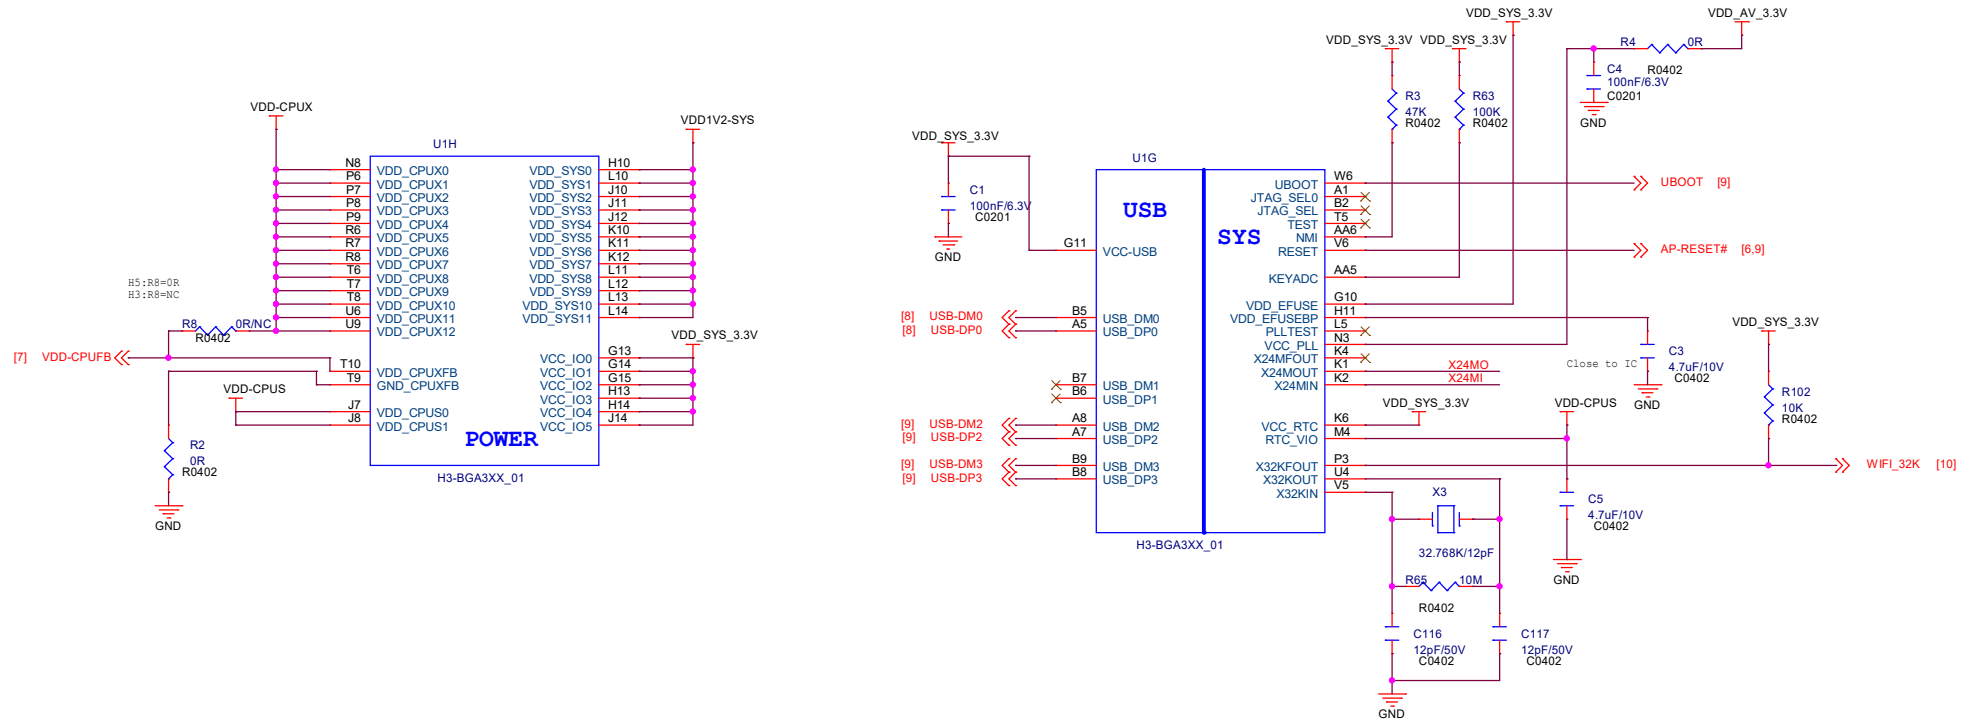 VDD-CPUX
U1H
VDD1V2-SYS
N8 VDD_CPUX0 VDD_SYS0 H10
P6 VDD_CPUX1 VDD_SYS1 L10
P7 VDD_CPUX2 VDD_SYS2 J10
P8 VDD_CPUX3 VDD_SYS3 J11
P9 VDD_CPUX4 VDD_SYS4 J12
R6 VDD_CPUX5 VDD_SYS5 K10
R7 VDD_CPUX6 VDD_SYS6 K11
R8 VDD_CPUX7 VDD_SYS7 K12
T6 VDD_CPUX8 VDD_SYS8 L11
T7 VDD_CPUX9 VDD_SYS9 L12
T8 VDD_CPUX10 VDD_SYS10 L13
U6 VDD_CPUX11 VDD_SYS11 L14
U9 VDD_CPUX12
H5:R8=0R
H3:R8=NC
R8 0R/NC
R0402
VDD_SYS_3.3V
[7] VDD-CPUFB
T10 VDD_CPUXFB
T9 GND_CPUXFB
VDD-CPUS
J7 VDD_CPUS0
J8 VDD_CPUS1
VCC_IO0 G13
VCC_IO1 G14
VCC_IO2 G15
VCC_IO3 H13
VCC_IO4 H14
VCC_IO5 J14
POWER
H3-BGA3XX_01
R2
0R
R0402
GND
VDD_SYS_3.3V
C1
100nF/6.3V
C0201
GND
U1G
USB
SYS
G11 VCC-USB
[8] USB-DM0 B5 USB_DM0
[8] USB-DP0 A5 USB_DP0
B7 USB_DM1
B6 USB_DP1
[9] USB-DM2 A8 USB_DM2
[9] USB-DP2 A7 USB_DP2
[9] USB-DM3 B9 USB_DM3
[9] USB-DP3 B8 USB_DP3
H3-BGA3XX_01
UBOOT W6 UBOOT [9]
JTAG_SEL0 A1
JTAG_SEL B2
TEST T5
NMI AA6
RESET V6 AP-RESET# [6,9]
KEYADC AA5
VDD_EFUSE G10
VDD_EFUSEBP H11
PLLTEST L5
VCC_PLL N3
X24MFOUT K4
X24MOUT K1 X24MO
X24MIN K2 X24MI
VCC_RTC K6
RTC_VIO M4
X32KFOUT P3 WIFI_32K [10]
X32KOUT U4
X32KIN V5
VDD_SYS_3.3V
VDD_SYS_3.3V
VDD_SYS_3.3V
VDD_AV_3.3V
R3
47K
R0402
R63
100K
R0402
R4 0R
R0402
C4
100nF/6.3V
C0201
GND
Close to IC
C3
4.7uF/10V
C0402
GND
VDD_SYS_3.3V
R102
10K
R0402
VDD_SYS_3.3V
VDD-CPUS
C5
4.7uF/10V
C0402
GND
X3
32.768K/12pF
R65 10M
R0402
C116
12pF/50V
C0402
C117
12pF/50V
C0402
GND